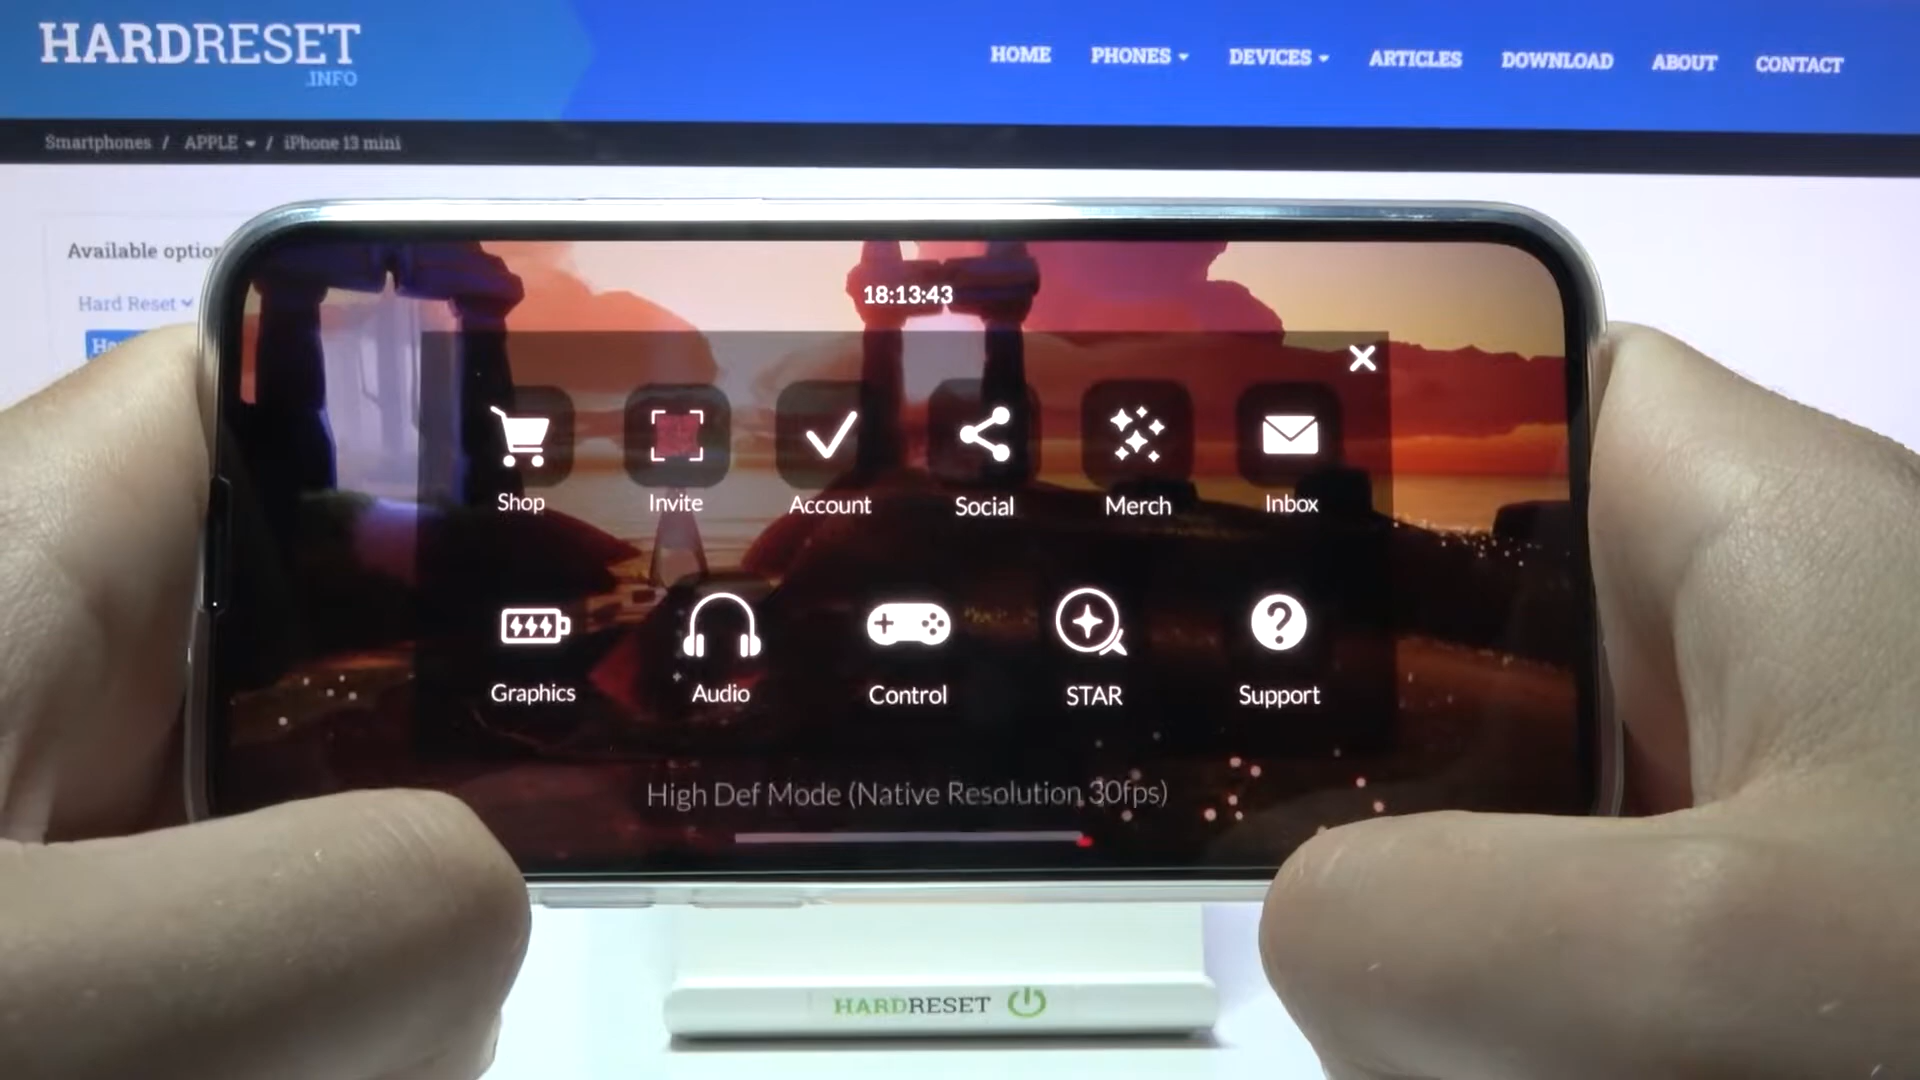 HARDRESET
.INFO
HOME PHONES DEVICES ARTICLES DOWNLOAD ABOUT CONTACT
Smartphones / APPLE / iPhone 13 mini
Available
Hard Reset
18:13:43
Shop Invite Account Social Merch Inbox
Graphics Audio Control STAR Support
High Def Mode (Native Resolution 30fps)
HARDRESET